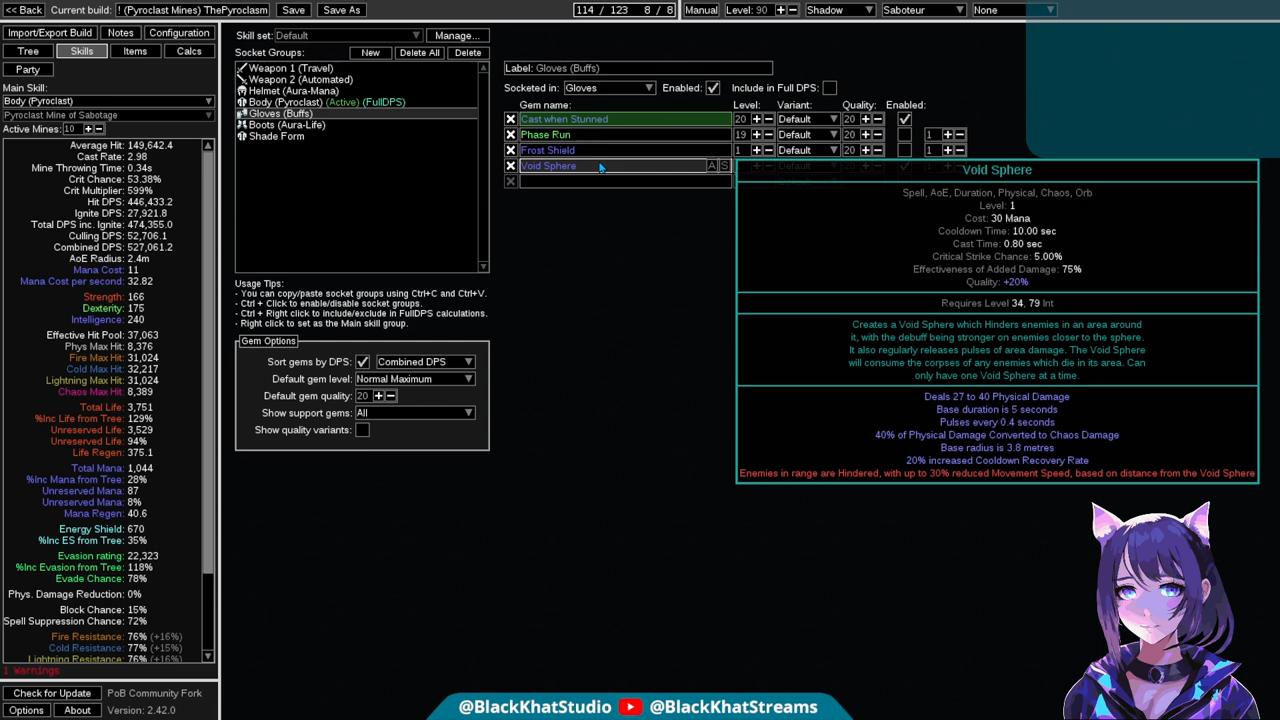 << Back
Current build:
! (Pyroclast Mines) ThePyroclasm
Save
Save As
114 / 123   8 / 8
Manual
Level: 90
Shadow
Saboteur
None
Import/Export Build
Notes
Configuration
Tree
Skills
Items
Calcs
Party
Main Skill:
Body (Pyroclast)
Pyroclast Mine of Sabotage
Active Mines: 10
Average Hit: 149,642.4
Cast Rate: 2.98
Mine Throwing Time: 0.34s
Crit Chance: 53.38%
Crit Multiplier: 599%
Hit DPS: 446,433.2
Ignite DPS: 27,921.8
Total DPS inc. Ignite: 474,355.0
Culling DPS: 52,706.1
Combined DPS: 527,061.2
AoE Radius: 2.4m
Mana Cost: 11
Mana Cost per second: 32.82
Strength: 166
Dexterity: 175
Intelligence: 240
Effective Hit Pool: 37,063
Phys Max Hit: 8,376
Fire Max Hit: 31,024
Cold Max Hit: 32,217
Lightning Max Hit: 31,024
Chaos Max Hit: 8,389
Total Life: 3,751
%Inc Life from Tree: 129%
Unreserved Life: 3,529
Unreserved Life: 94%
Life Regen: 375.1
Total Mana: 1,044
%Inc Mana from Tree: 28%
Unreserved Mana: 87
Unreserved Mana: 8%
Mana Regen: 40.6
Energy Shield: 670
%Inc ES from Tree: 35%
Evasion rating: 22,323
%Inc Evasion from Tree: 118%
Evade Chance: 78%
Phys. Damage Reduction: 0%
Block Chance: 15%
Spell Suppression Chance: 72%
Fire Resistance: 76% (+16%)
Cold Resistance: 77% (+15%)
Lightning Resistance: 76% (+16%)
1 Warnings
Check for Update
PoB Community Fork
Options
About
Version: 2.42.0
Skill set: Default
Manage...
Socket Groups:
New
Delete All
Delete
Weapon 1 (Travel)
Weapon 2 (Automated)
Helmet (Aura-Mana)
Body (Pyroclast) (Active) (FullDPS)
Gloves (Buffs)
Boots (Aura-Life)
Shade Form
Usage Tips:
- You can copy/paste socket groups using Ctrl+C and Ctrl+V.
- Ctrl + Click to enable/disable socket groups.
- Ctrl + Right click to include/exclude in FullDPS calculations.
- Right click to set as the Main skill group.
Gem Options
Sort gems by DPS:
Combined DPS
Default gem level: Normal Maximum
Default gem quality: 20
Show support gems: All
Show quality variants:
Label: Gloves (Buffs)
Socketed in: Gloves
Enabled:
Include in Full DPS:
Gem name:
Level:
Variant:
Quality:
Enabled:
Cast when Stunned 20 Default 20
Phase Run 19 Default 20 1
Frost Shield 1 Default 20 1
Void Sphere A S
Void Sphere
Spell, AoE, Duration, Physical, Chaos, Orb
Level: 1
Cost: 30 Mana
Cooldown Time: 10.00 sec
Cast Time: 0.80 sec
Critical Strike Chance: 5.00%
Effectiveness of Added Damage: 75%
Quality: +20%
Requires Level 34, 79 Int
Creates a Void Sphere which Hinders enemies in an area around
it, with the debuff being stronger on enemies closer to the sphere.
It also regularly releases pulses of area damage. The Void Sphere
will consume the corpses of any enemies which die in its area. Can
only have one Void Sphere at a time.
Deals 27 to 40 Physical Damage
Base duration is 5 seconds
Pulses every 0.4 seconds
40% of Physical Damage Converted to Chaos Damage
Base radius is 3.8 metres
20% increased Cooldown Recovery Rate
Enemies in range are Hindered, with up to 30% reduced Movement Speed, based on distance from the Void Sphere
@BlackKhatStudio
@BlackKhatStreams